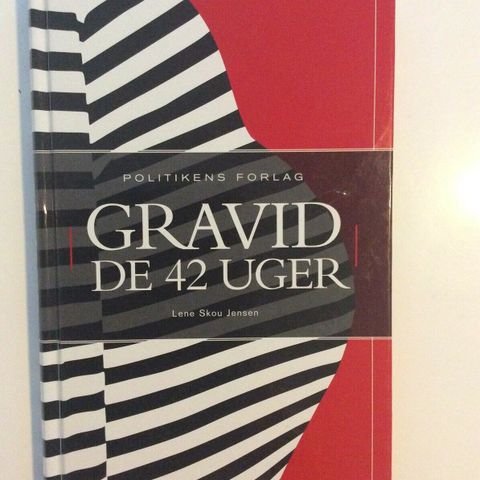 POLITIKENS FORLAG
GRAVID
DE 42 UGER
Lene Skou Jensen